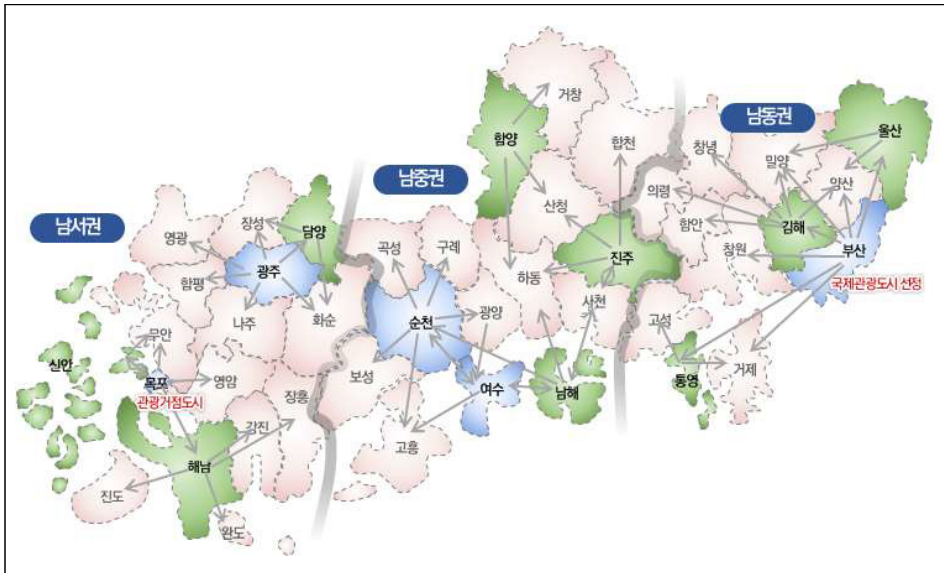 남동권
울산
거창
함양
합천
창녕
밀양
양산
남중권
산청
의령
함안
김해
부산
창원
국제관광도시 선정
남서권
영광
장성
담양
곡성
구례
하동
진주
함평
광주
나주
화순
순천
광양
사천
고성
무안
신안
목포
관광거점도시
영암
장흥
보성
여수
남해
통영
거제
강진
고흥
해남
진도
완도